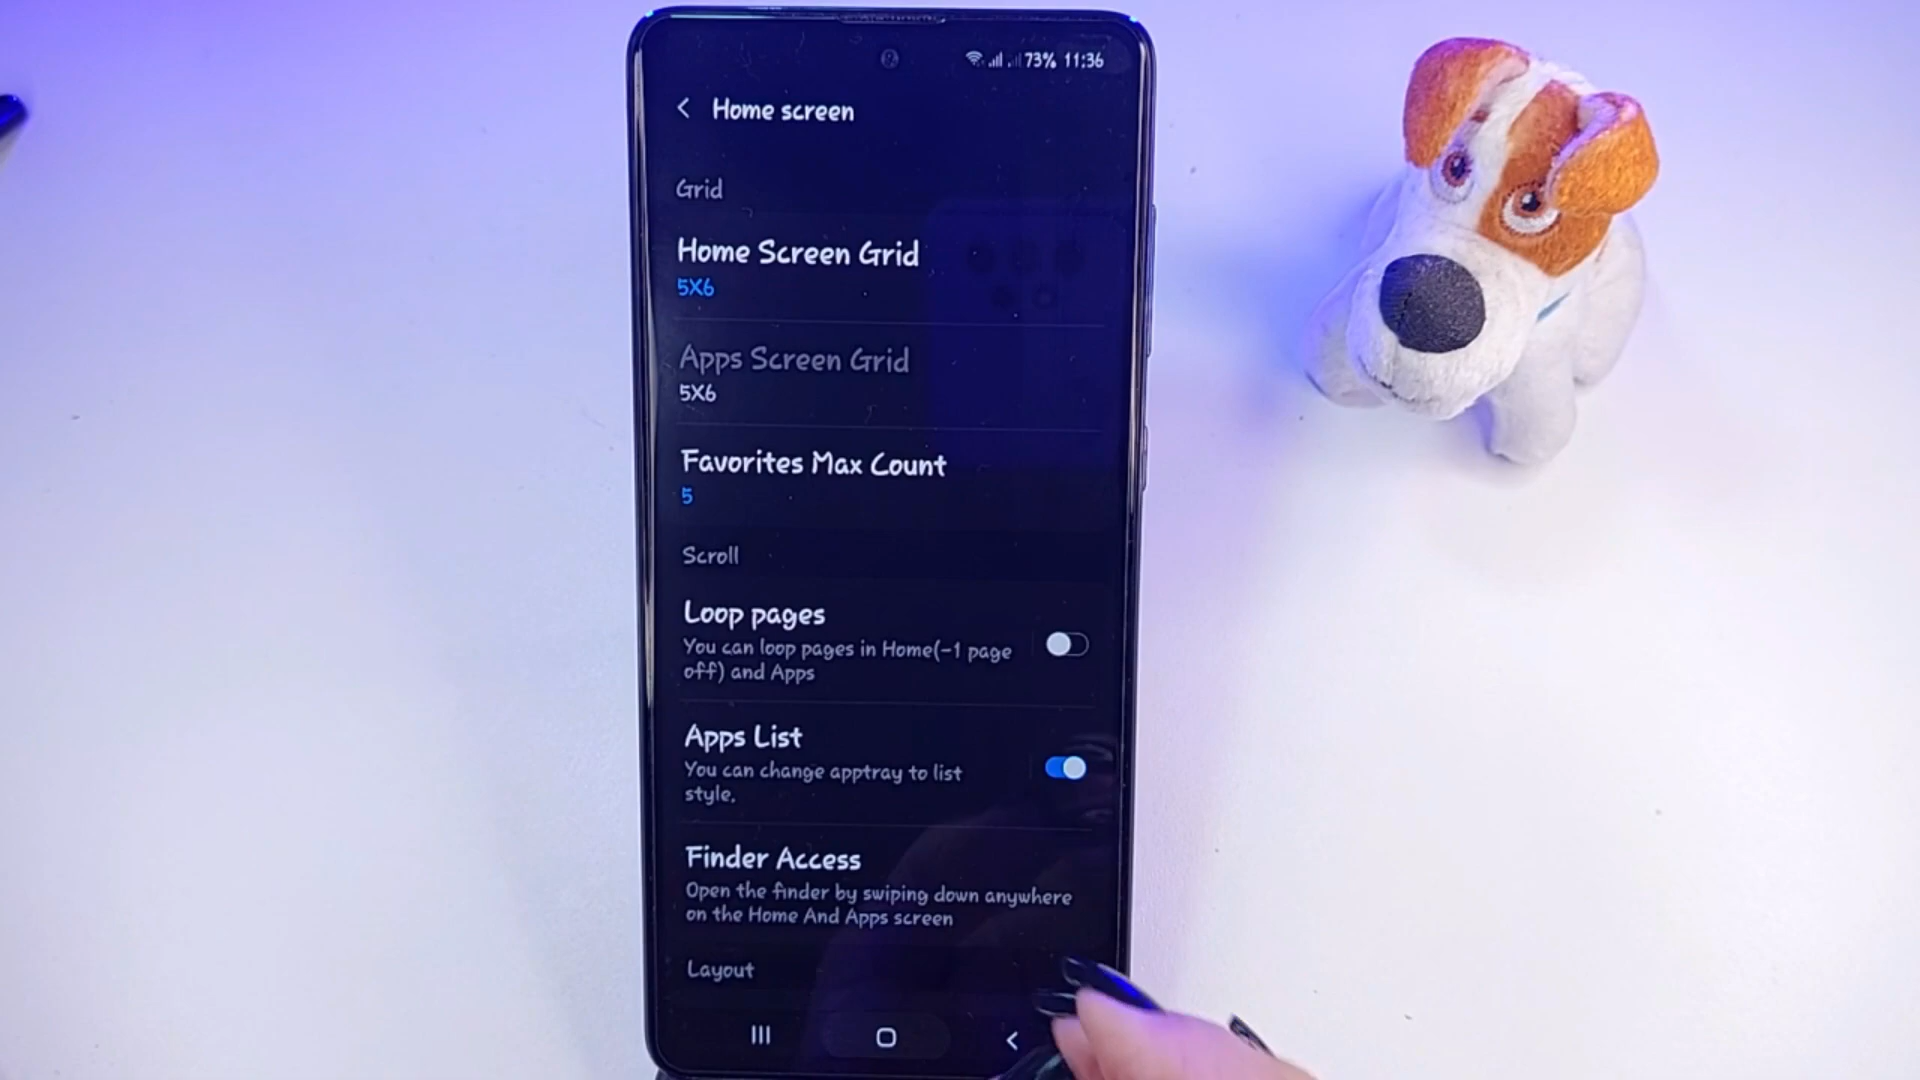 73% 11:36
Home screen
Grid
Home Screen Grid
5X6
Apps Screen Grid
5X6
Favorites Max Count
5
Scroll
Loop pages
You can loop pages in Home(-1 page
off) and Apps
Apps List
You can change apptray to list
style.
Finder Access
Open the finder by swiping down anywhere
on the Home And Apps screen
Layout